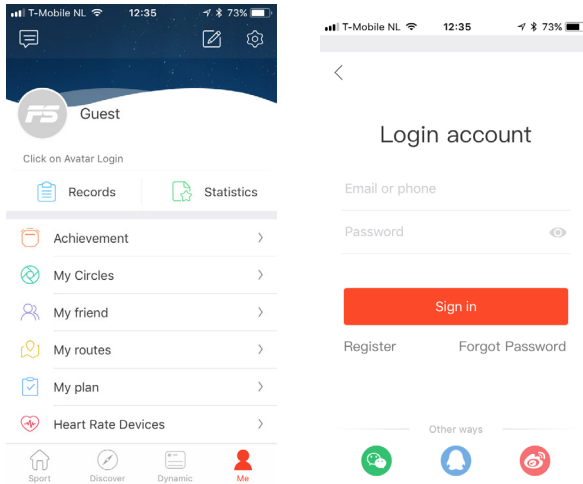 T-Mobile NL 12:35 73%
FS
Guest
Click on Avatar Login
Records Statistics
Achievement
My Circles
My friend
My routes
My plan
Heart Rate Devices
Sport Discover Dynamic Me
T-Mobile NL 12:35 73%
Login account
Email or phone
Password
Sign in
Register Forgot Password
Other ways